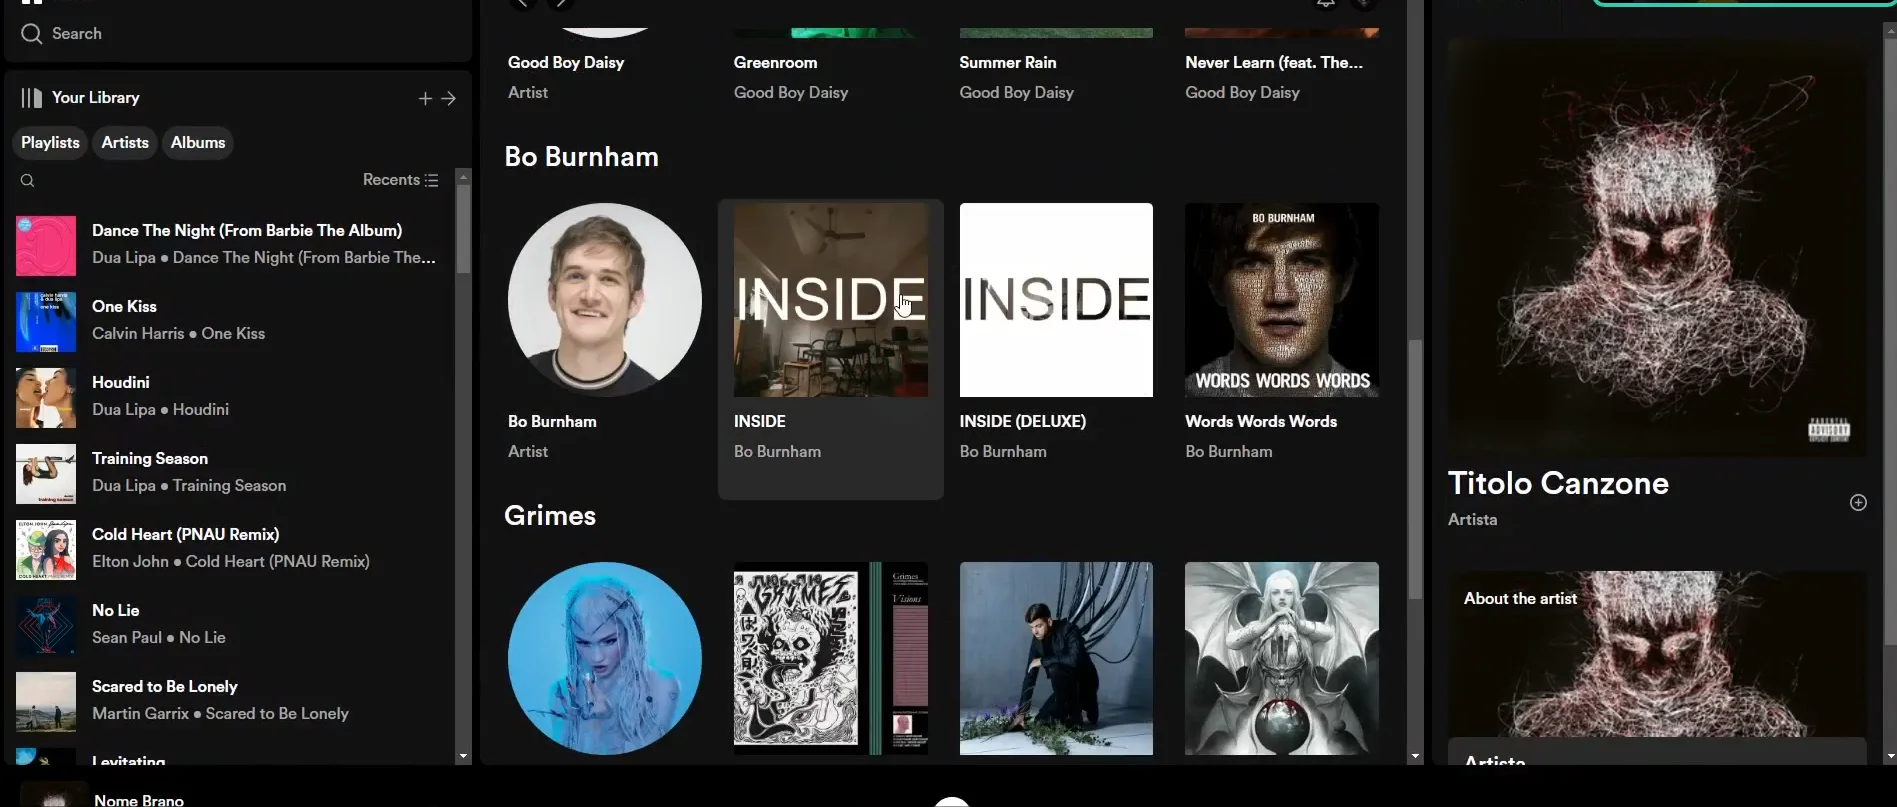 Search
Your Library
Playlists
Artists
Albums
Recents
Dance The Night (From Barbie The Album)
Dua Lipa • Dance The Night (From Barbie The...
One Kiss
Calvin Harris • One Kiss
Houdini
Dua Lipa • Houdini
Training Season
Dua Lipa • Training Season
Cold Heart (PNAU Remix)
Elton John • Cold Heart (PNAU Remix)
No Lie
Sean Paul • No Lie
Scared to Be Lonely
Martin Garrix • Scared to Be Lonely
Levitating
Nome Brano
Good Boy Daisy
Artist
Greenroom
Good Boy Daisy
Summer Rain
Good Boy Daisy
Never Learn (feat. The...
Good Boy Daisy
Bo Burnham
Bo Burnham
Artist
INSIDE
INSIDE
Bo Burnham
INSIDE
INSIDE (DELUXE)
Bo Burnham
BO BURNHAM
WORDS WORDS WORDS
Words Words Words
Bo Burnham
Grimes
GRIMES
Grimes
Visions
PARENTAL
ADVISORY
EXPLICIT CONTENT
Titolo Canzone
Artista
About the artist
Artista